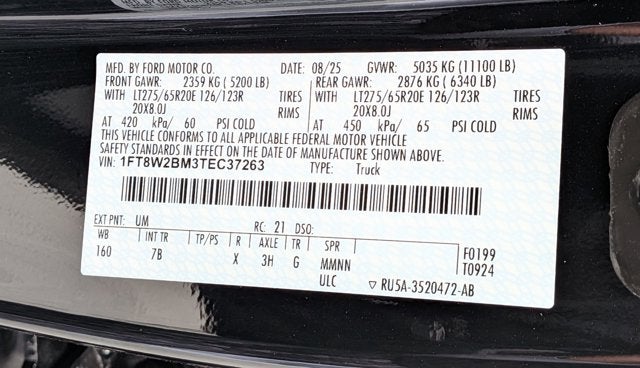 MFD. BY FORD MOTOR CO. DATE: 08/25 GVWR: 5035 KG (11100 LB)
FRONT GAWR: 2359 KG (5200 LB) REAR GAWR: 2876 KG (6340 LB)
WITH LT275/65R20E 126/123R TIRES WITH LT275/65R20E 126/123R TIRES
20X8.0J RIMS 20X8.0J RIMS
AT 420 kPa/ 60 PSI COLD AT 450 kPa/ 65 PSI COLD
THIS VEHICLE CONFORMS TO ALL APPLICABLE FEDERAL MOTOR VEHICLE
SAFETY STANDARDS IN EFFECT ON THE DATE OF MANUFACTURE SHOWN ABOVE.
VIN: 1FT8W2BM3TEC37263 TYPE: Truck
EXT PNT: UM RC: 21 DSO:
WB INT TR TP/PS R AXLE TR SPR F0199
160 7B X 3H G MMNN T0924
ULC ▽ RU5A-3520472-AB